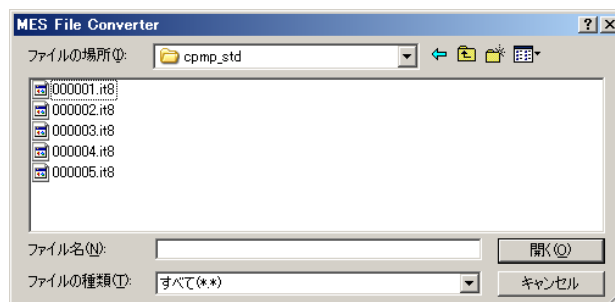 MES File Converter
ファイルの場所(I): cpmp_std
000001.it8
000002.it8
000003.it8
000004.it8
000005.it8
ファイル名(N): 開く(O)
ファイルの種類(T): すべて(*.*) キャンセル